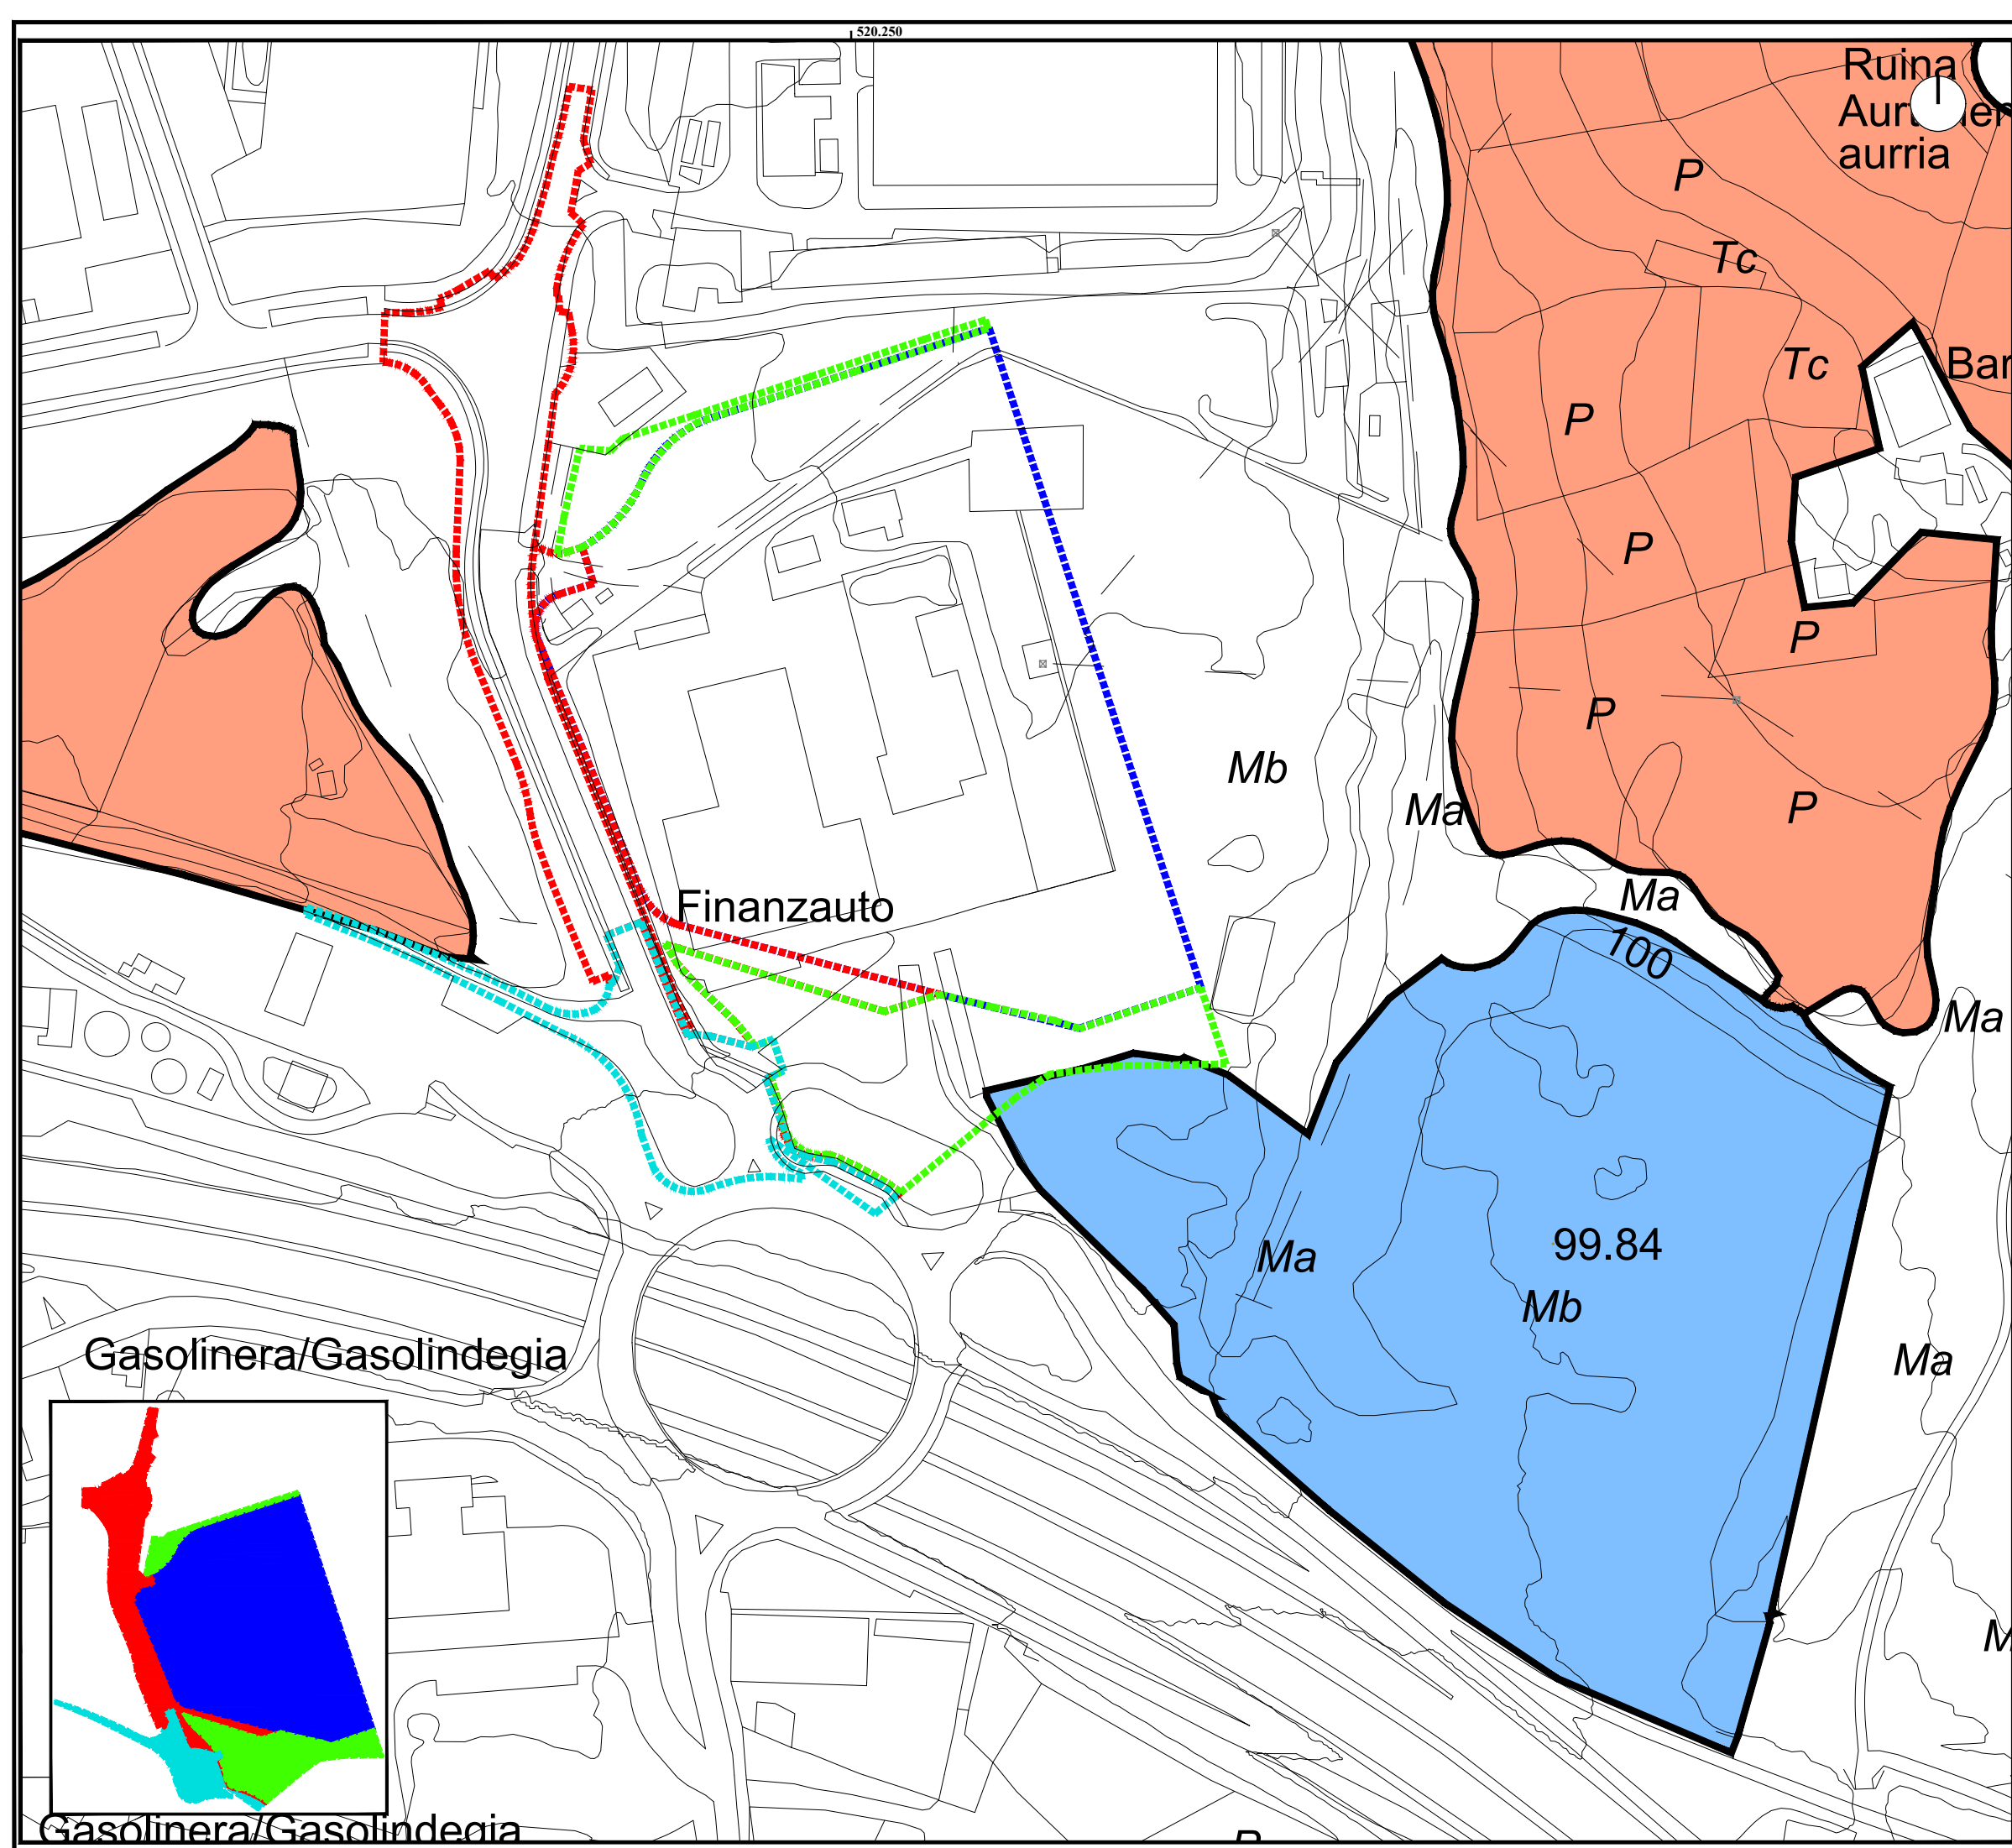 520.250
Ruina
aurria
P
Tc
Tc
Bar
P
P
P
P
Mb
Ma
P
Ma
Finanzauto
100
Ma
99.84
Ma
Mb
Gasolinera/Gasolindegia
Ma
M
Gasolinera/Gasolindegia